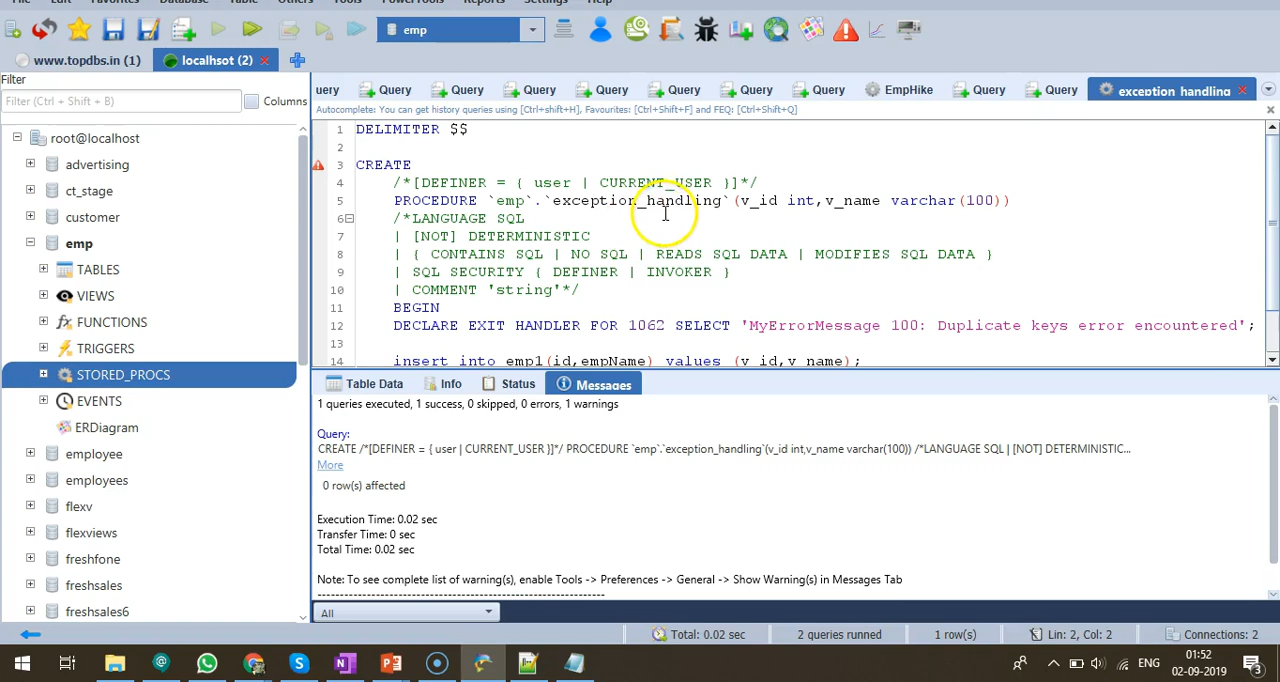 File Edit Favorites Database Table Others Tools PowerTools Reports Settings Help
emp
www.topdbs.in (1)
localhsot (2)
Filter
Filter (Ctrl + Shift + B)
Columns
root@localhost
advertising
ct_stage
customer
emp
TABLES
VIEWS
fx FUNCTIONS
TRIGGERS
STORED_PROCS
EVENTS
ERDiagram
employee
employees
flexv
flexviews
freshfone
freshsales
freshsales6
uery Query Query Query Query Query Query Query EmpHike Query Query exception_handling
Autocomplete: You can get history queries using [Ctrl+shift+H], Favourites: [Ctrl+Shift+F] and FEQ: [Ctrl+Shift+Q]
1 DELIMITER $$
2
3 CREATE
4 /*[DEFINER = { user | CURRENT_USER }]*/
5 PROCEDURE `emp`.`exception_handling`(v_id int,v_name varchar(100))
6 /*LANGUAGE SQL
7 | [NOT] DETERMINISTIC
8 | { CONTAINS SQL | NO SQL | READS SQL DATA | MODIFIES SQL DATA }
9 | SQL SECURITY { DEFINER | INVOKER }
10 | COMMENT 'string'*/
11 BEGIN
12 DECLARE EXIT HANDLER FOR 1062 SELECT 'MyErrorMessage 100: Duplicate keys error encountered';
13
14 insert into emp1(id,empName) values (v_id,v_name);
Table Data Info Status Messages
1 queries executed, 1 success, 0 skipped, 0 errors, 1 warnings
Query:
CREATE /*[DEFINER = { user | CURRENT_USER }]*/ PROCEDURE `emp`.`exception_handling`(v_id int,v_name varchar(100)) /*LANGUAGE SQL | [NOT] DETERMINISTIC...
More
0 row(s) affected
Execution Time: 0.02 sec
Transfer Time: 0 sec
Total Time: 0.02 sec
Note: To see complete list of warning(s), enable Tools -> Preferences -> General -> Show Warning(s) in Messages Tab
--------------------------------------------------------------
All
Total: 0.02 sec 2 queries runned 1 row(s) Lin: 2, Col: 2 Connections: 2
ENG
01:52
02-09-2019
3